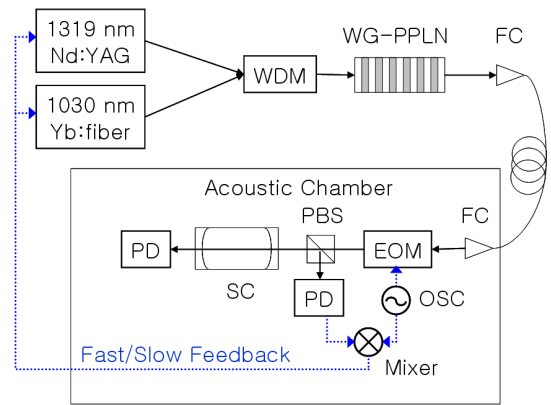 1319 nm
Nd:YAG
1030 nm
Yb:fiber
WDM
WG-PPLN
FC
Acoustic Chamber
PBS
FC
PD
EOM
SC
PD
OSC
Fast/Slow Feedback
Mixer